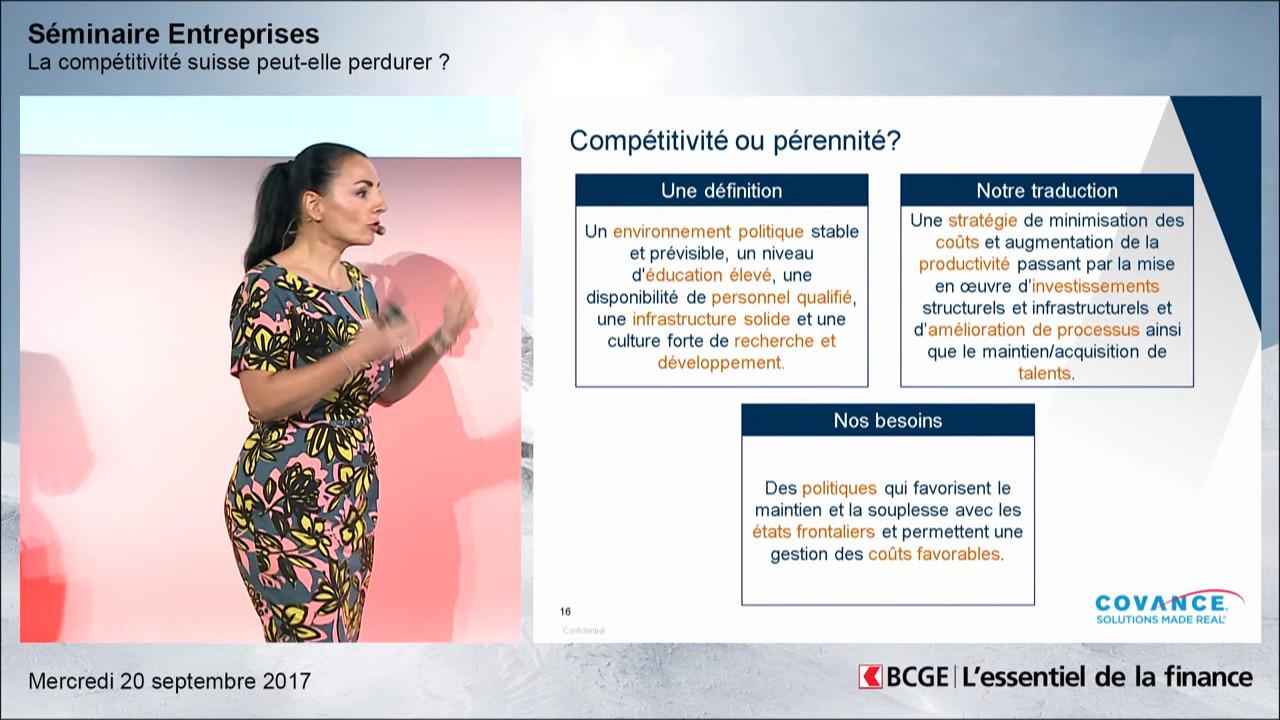 Séminaire Entreprises
La compétitivité suisse peut-elle perdurer ?
Compétitivité ou pérennité?
Une définition
Un environnement politique stable
et prévisible, un niveau
d'éducation élevé, une
disponibilité de personnel qualifié,
une infrastructure solide et une
culture forte de recherche et
développement.
Notre traduction
Une stratégie de minimisation des
coûts et augmentation de la
productivité passant par la mise
en œuvre d'investissements
structurels et infrastructurels et
d'amélioration de processus ainsi
que le maintien/acquisition de
talents.
Nos besoins
Des politiques qui favorisent le
maintien et la souplesse avec les
états frontaliers et permettent une
gestion des coûts favorables.
16
Confidential
COVANCE
SOLUTIONS MADE REAL®
Mercredi 20 septembre 2017
BCGE | L'essentiel de la finance